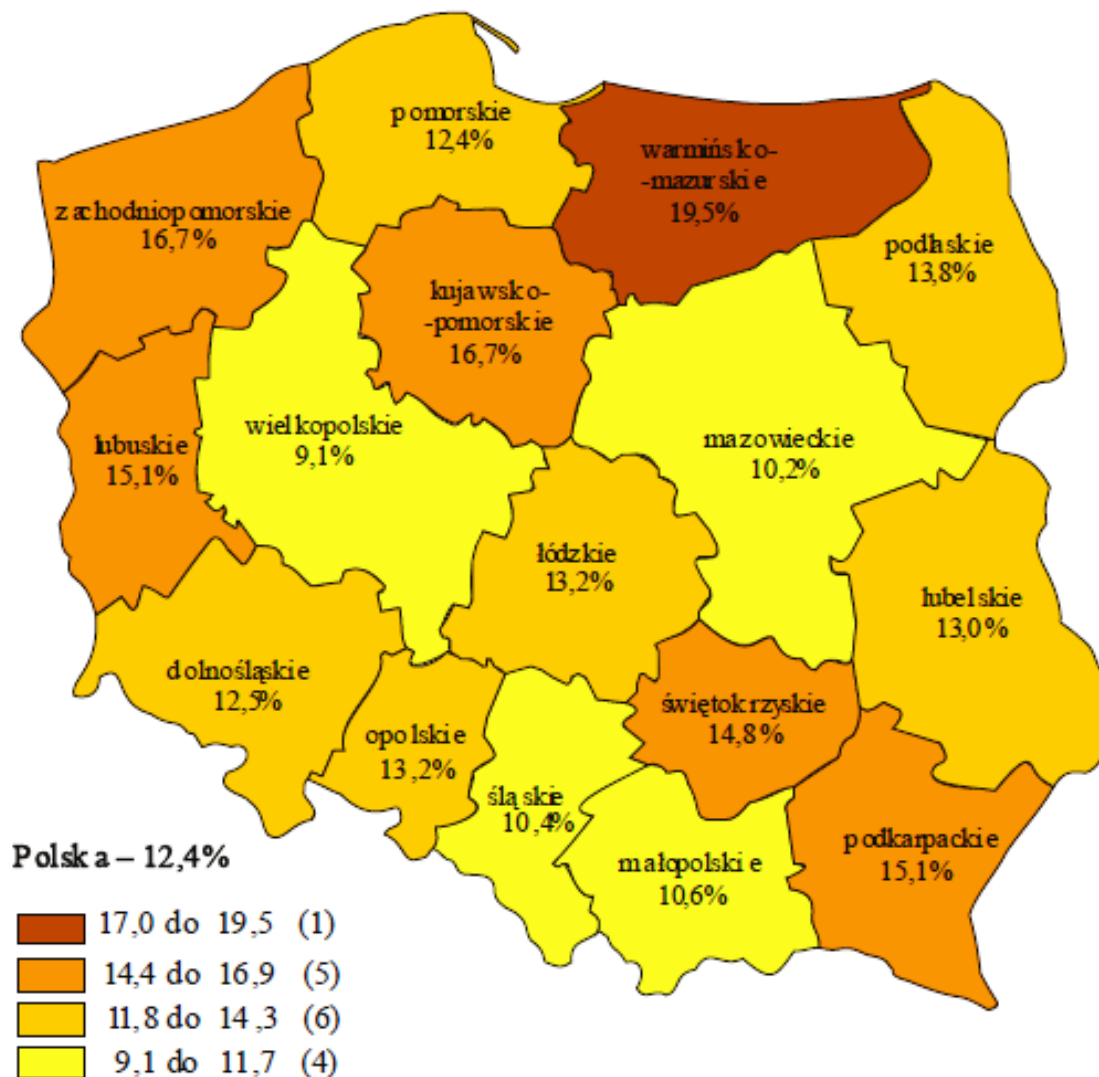 pomorskie
12,4%
warmińsko-
-mazurskie
19,5%
zachodniopomorskie
16,7%
podlaskie
13,8%
kujawsko-
-pomorskie
16,7%
wielkopolskie
9,1%
mazowieckie
10,2%
lubuskie
15,1%
łódzkie
13,2%
lubelskie
13,0%
dolnośląskie
12,5%
świętokrzyskie
14,8%
opolskie
13,2%
śląskie
10,4%
podkarpackie
15,1%
małopolskie
10,6%
Polska – 12,4%
17,0 do 19,5 (1)
14,4 do 16,9 (5)
11,8 do 14,3 (6)
9,1 do 11,7 (4)